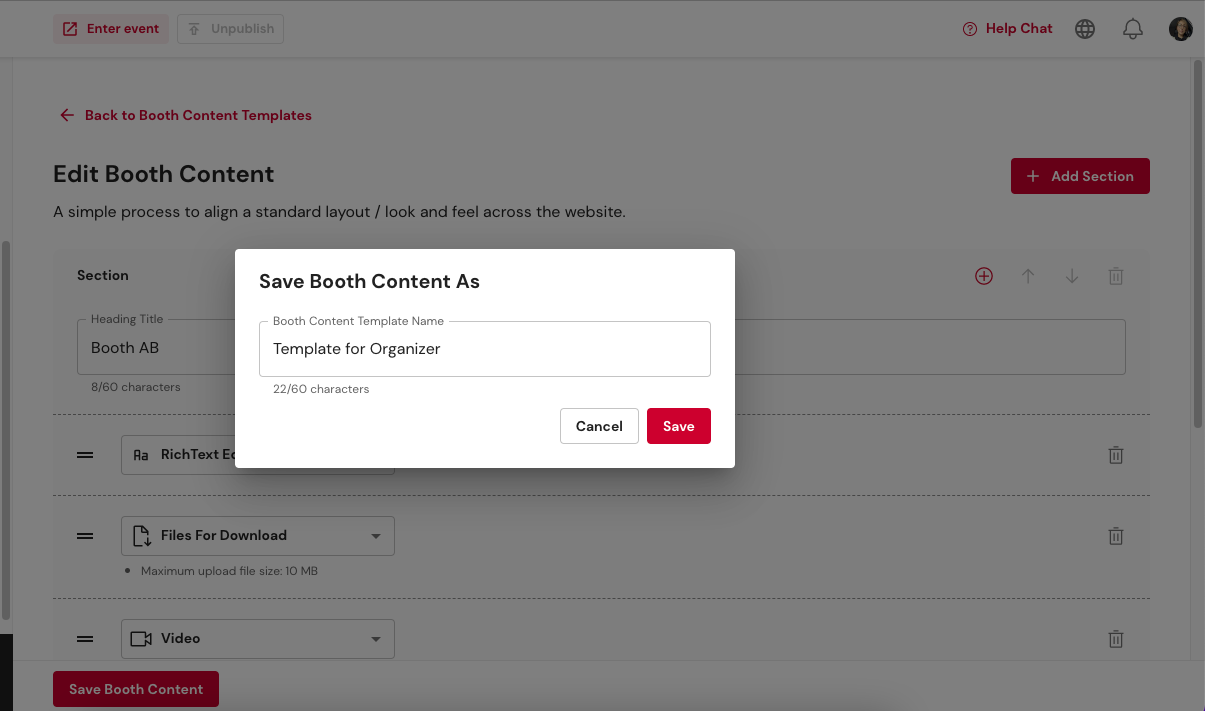 Enter event
Unpublish
Help Chat
Back to Booth Content Templates
Edit Booth Content
Add Section
A simple process to align a standard layout / look and feel across the website.
Section
Save Booth Content As
Heading Title
Booth AB
8/60 characters
Booth Content Template Name
Template for Organizer
22/60 characters
Cancel
Save
Aa RichText
Files For Download
Maximum upload file size: 10 MB
Video
Save Booth Content